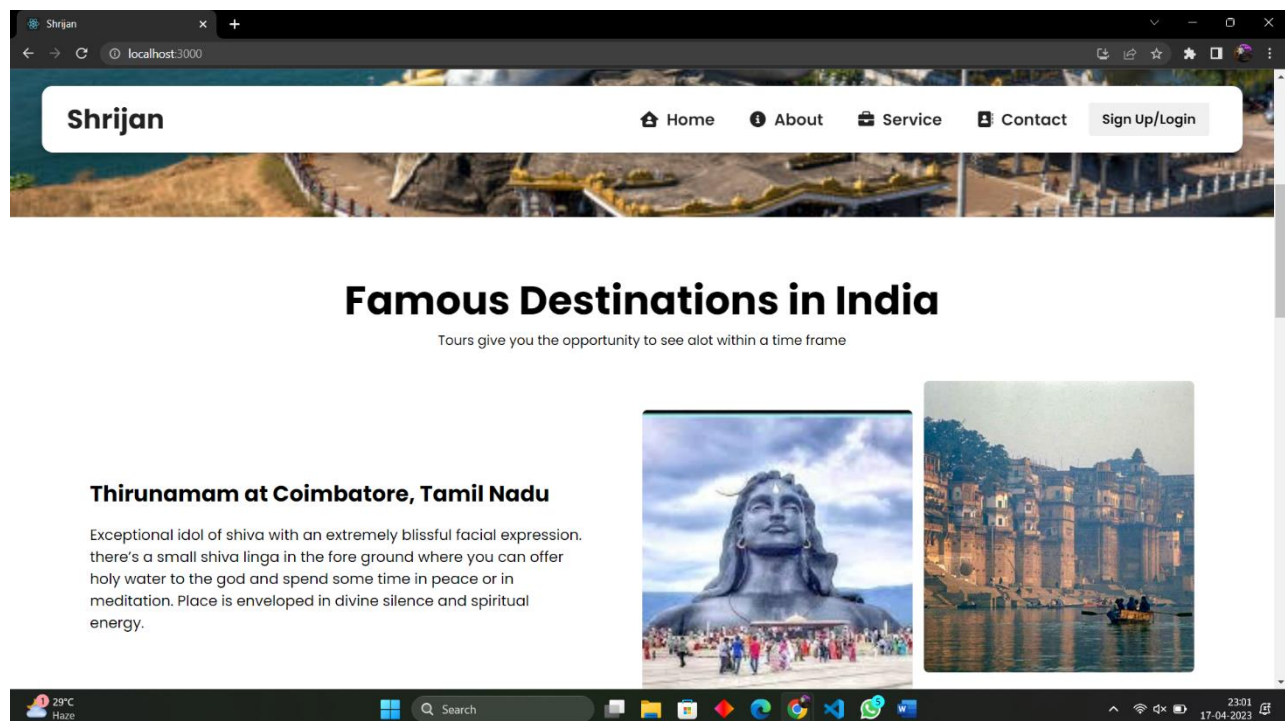 Shrijan
localhost:3000
Shrijan
Home
About
Service
Contact
Sign Up/Login
Famous Destinations in India
Tours give you the opportunity to see alot within a time frame
Thirunamam at Coimbatore, Tamil Nadu
Exceptional idol of shiva with an extremely blissful facial expression.
there's a small shiva linga in the fore ground where you can offer
holy water to the god and spend some time in peace or in
meditation. Place is enveloped in divine silence and spiritual
energy.
1
29°C
Haze
Search
5
W
23:01
17-04-2023